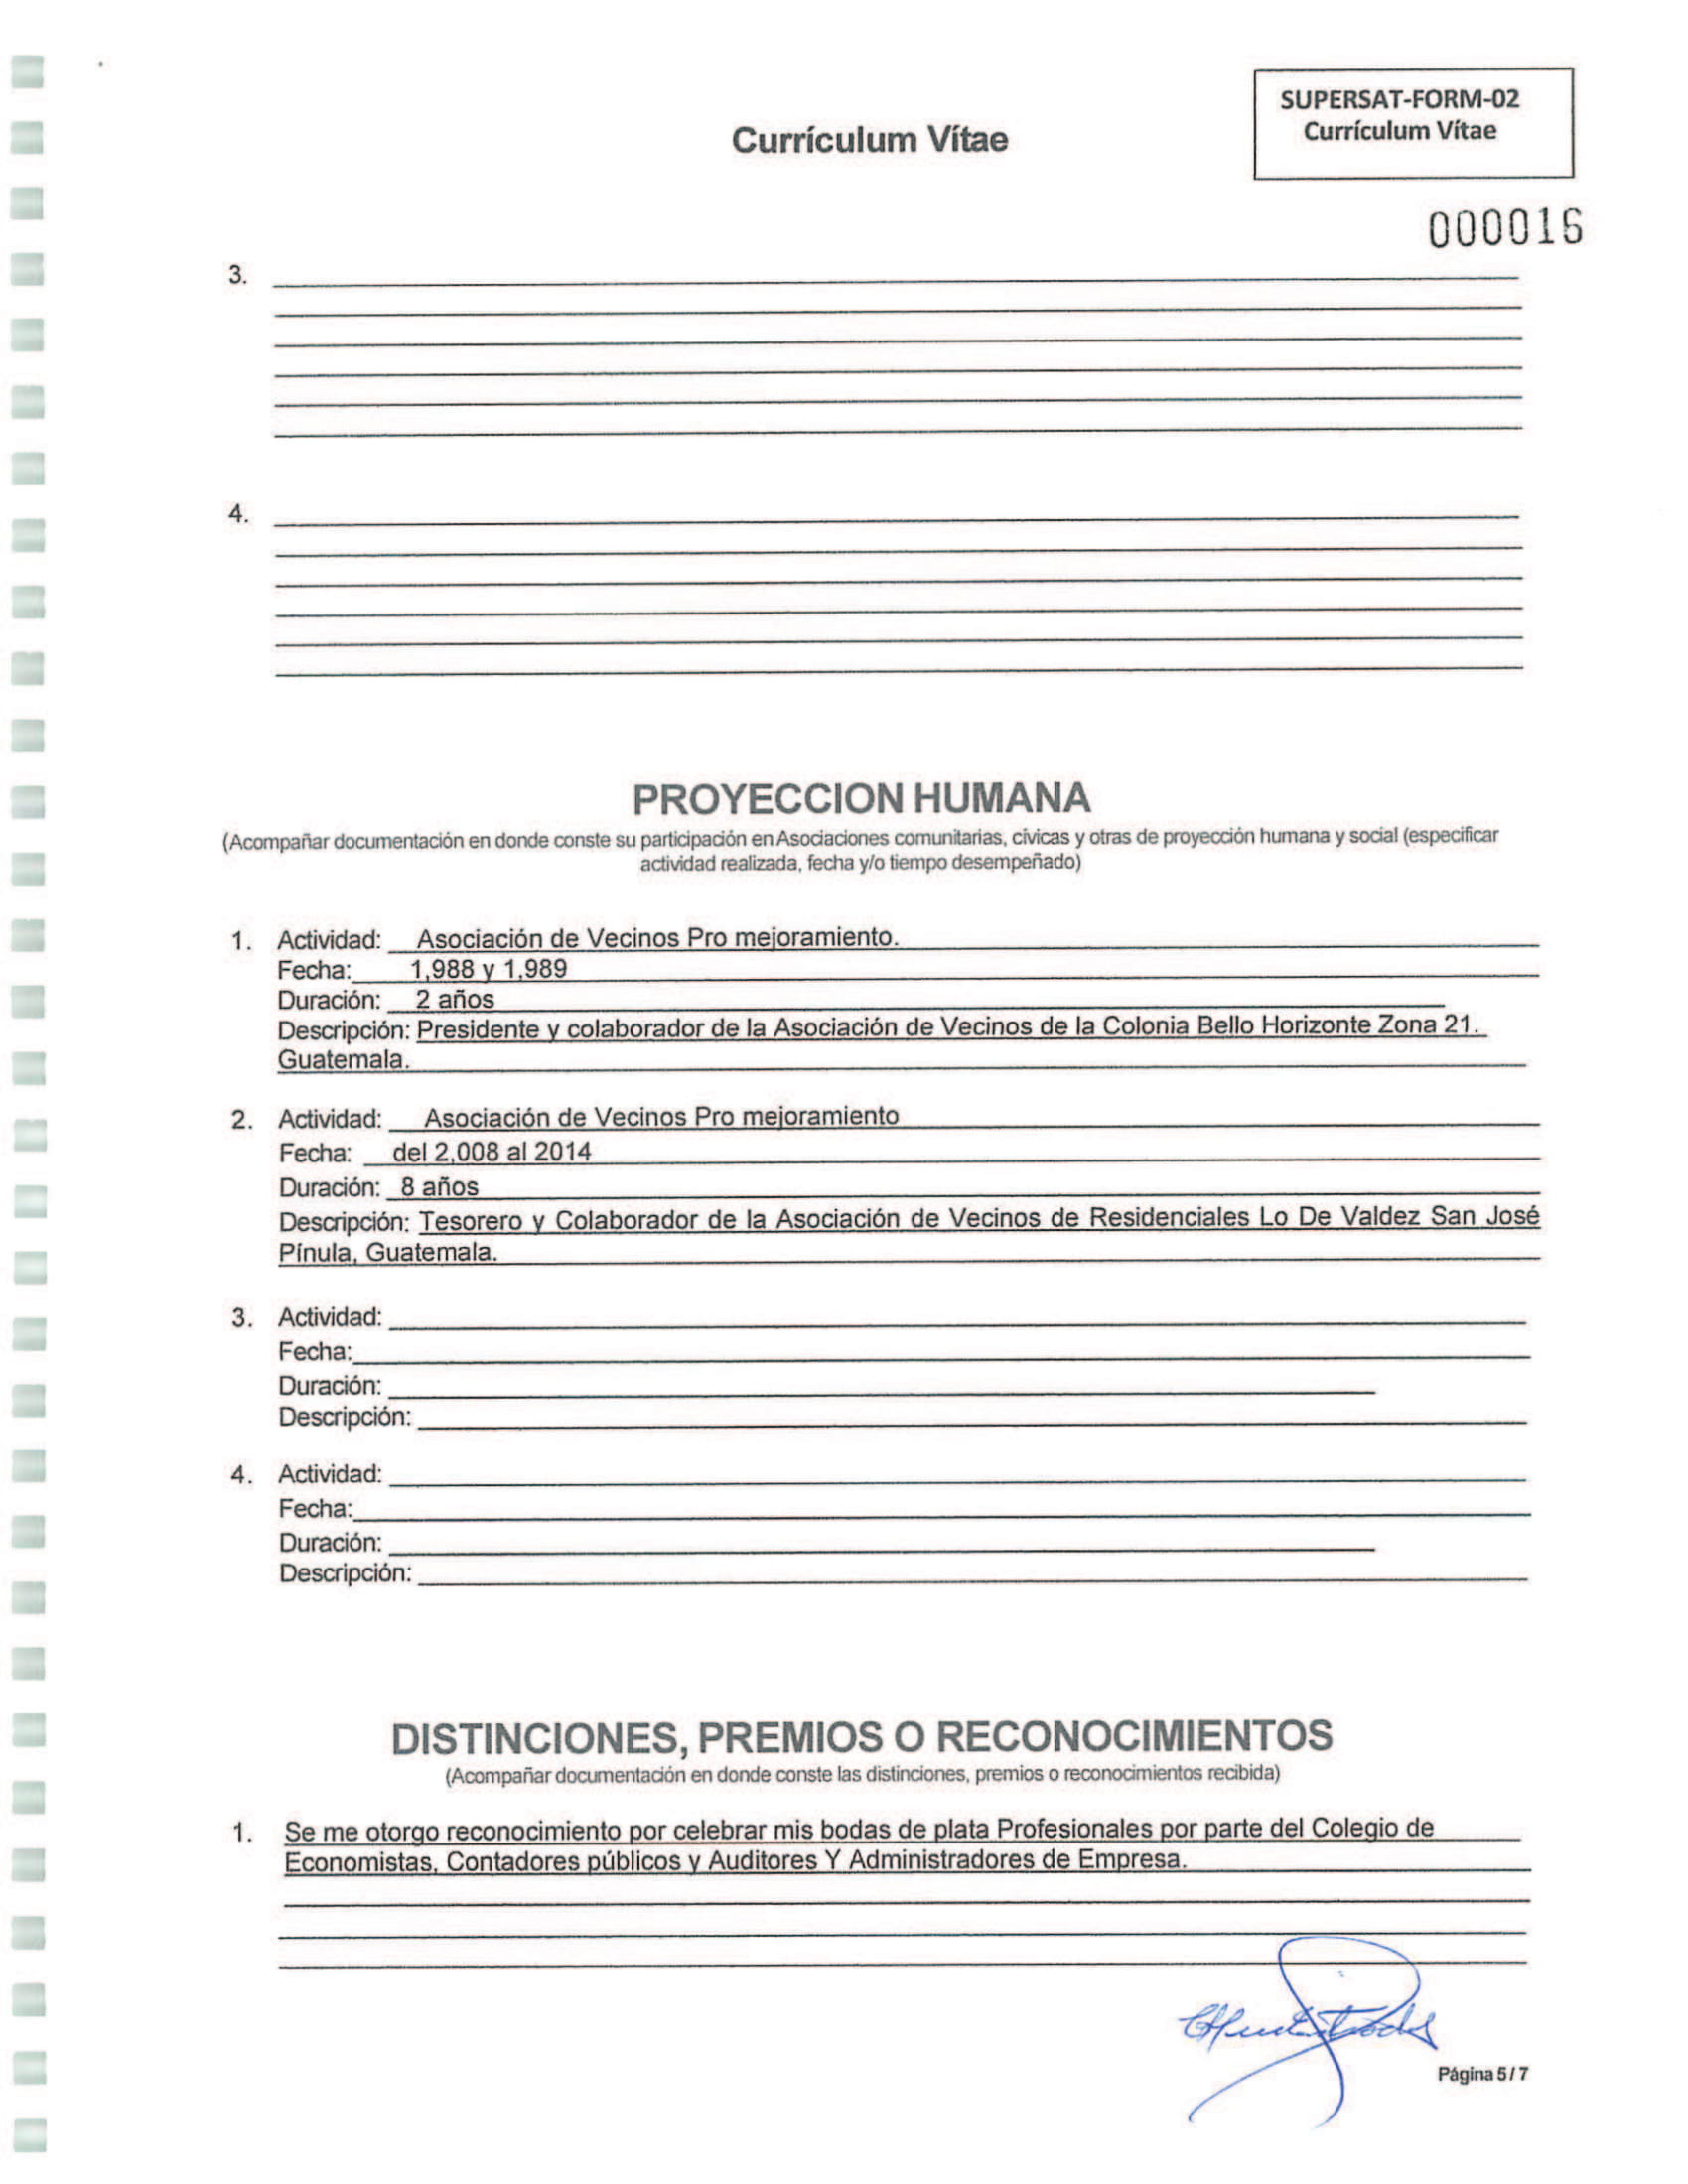 SUPERSAT-FORM-02
Currículum Vítae
Currículum Vítae
000016
3.
4.
PROYECCION HUMANA
(Acompañar documentación en donde conste su participación en Asociaciones comunitarias, cívicas y otras de proyección humana y social (especificar
actividad realizada, fecha y/o tiempo desempeñado)
1. Actividad: Asociación de Vecinos Pro mejoramiento.
Fecha: 1,988 y 1,989
Duración: 2 años
Descripción: Presidente y colaborador de la Asociación de Vecinos de la Colonia Bello Horizonte Zona 21.
Guatemala.
2. Actividad: Asociación de Vecinos Pro mejoramiento
Fecha: del 2,008 al 2014
Duración: 8 años
Descripción: Tesorero y Colaborador de la Asociación de Vecinos de Residenciales Lo De Valdez San José
Pínula, Guatemala.
3. Actividad:
Fecha:
Duración:
Descripción:
4. Actividad:
Fecha:
Duración:
Descripción:
DISTINCIONES, PREMIOS O RECONOCIMIENTOS
(Acompañar documentación en donde conste las distinciones, premios o reconocimientos recibida)
1. Se me otorgo reconocimiento por celebrar mis bodas de plata Profesionales por parte del Colegio de
Economistas, Contadores públicos y Auditores Y Administradores de Empresa.
Página 5 / 7